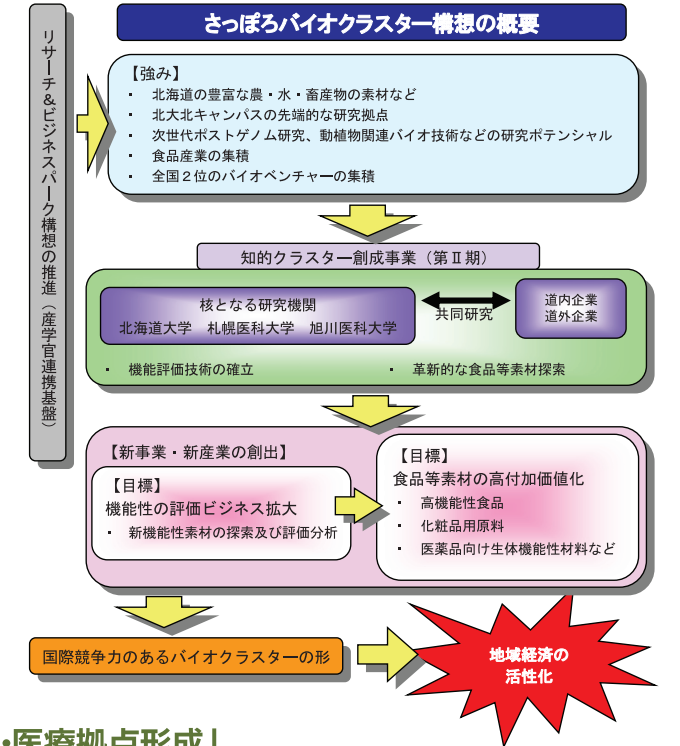 さっぽろバイオクラスター構想の概要
リサーチ&ビジネスパーク構想の推進(産学官連携基盤)
【強み】
・ 北海道の豊富な農・水・畜産物の素材など
・ 北大北キャンパスの先端的な研究拠点
・ 次世代ポストゲノム研究、動植物関連バイオ技術などの研究ポテンシャル
・ 食品産業の集積
・ 全国２位のバイオベンチャーの集積
知的クラスター創成事業(第Ⅱ期)
核となる研究機関
北海道大学 札幌医科大学 旭川医科大学
共同研究
道内企業
道外企業
・ 機能評価技術の確立
・ 革新的な食品等素材探索
【新事業・新産業の創出】
【目標】
機能性の評価ビジネス拡大
・ 新機能性素材の探索及び評価分析
【目標】
食品等素材の高付加価値化
・ 高機能性食品
・ 化粧品用原料
・ 医薬品向け生体機能性材料など
国際競争力のあるバイオクラスターの形
地域経済の
活性化
・医療拠点形成」